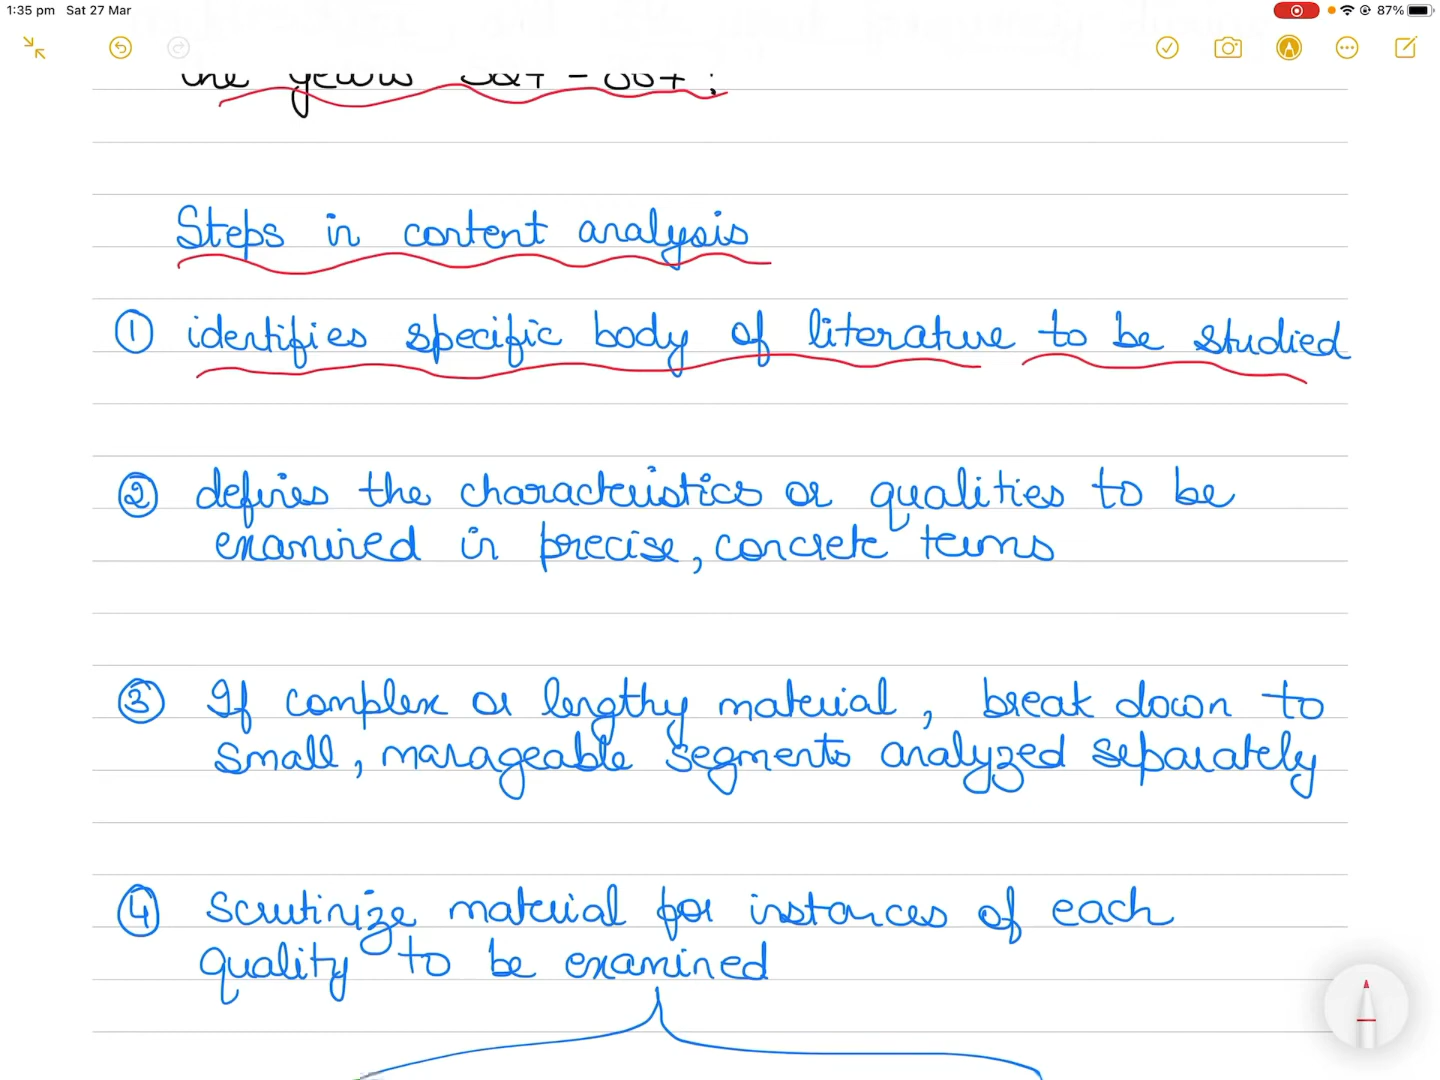 1:35 pm Sat 27 Mar
87%
the years
Steps in content analysis
① identifies specific body of literature to be studied
② defines the characteristics or qualities to be
examined in precise, concrete terms
③ If complex or lengthy material, break down to
small, manageable segments analyzed separately
④ Scrutinize material for instances of each
quality to be examined